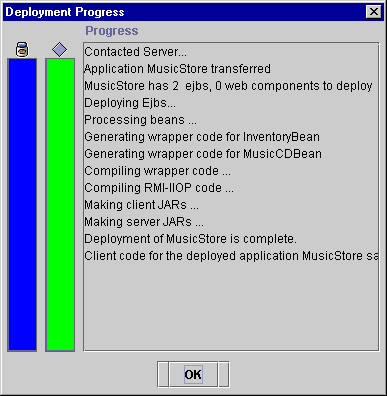 Deployment Progress
Progress
Contacted Server...
Application MusicStore transferred
MusicStore has 2 ejbs, 0 web components to deploy
Deploying Ejbs...
Processing beans ...
Generating wrapper code for InventoryBean
Generating wrapper code for MusicCDBean
Compiling wrapper code ...
Compiling RMI-IIOP code ...
Making client JARs ...
Making server JARs ...
Deployment of MusicStore is complete.
Client code for the deployed application MusicStore sa
OK